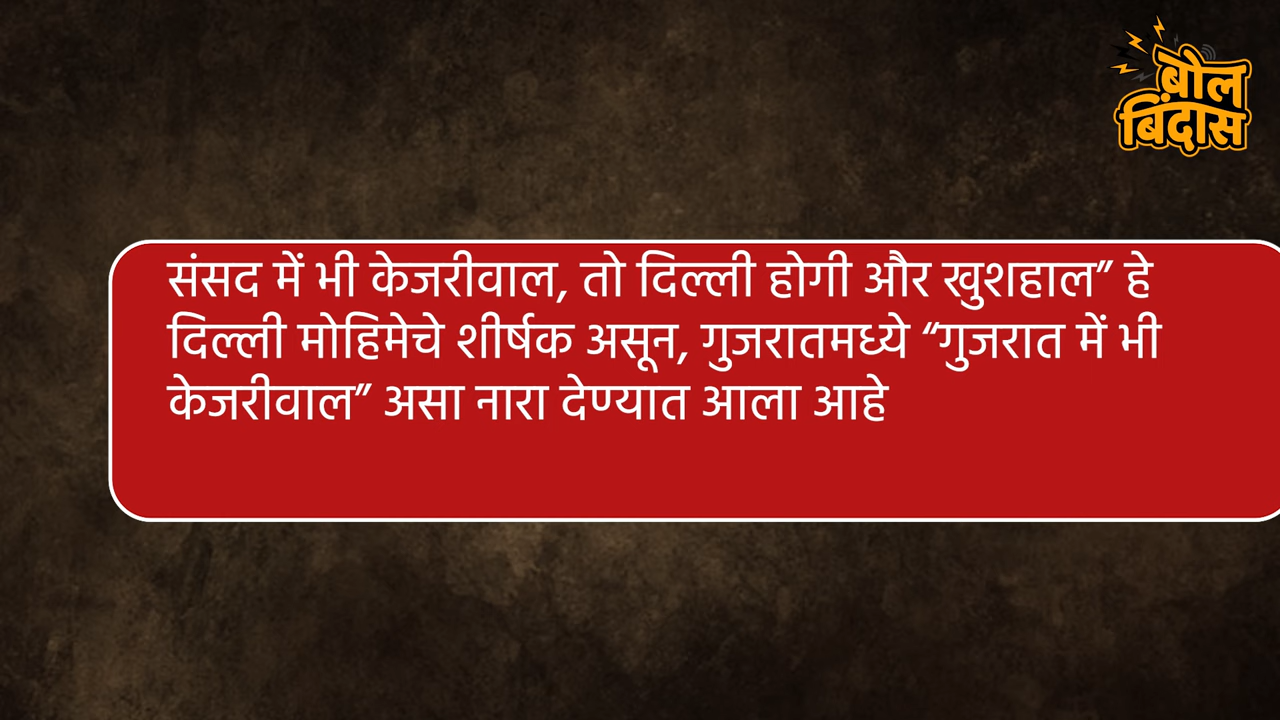 बोल
बिंदास
संसद में भी केजरीवाल, तो दिल्ली होगी और खुशहाल” हे
दिल्ली मोहिमेचे शीर्षक असून, गुजरातमध्ये “गुजरात में भी
केजरीवाल” असा नारा देण्यात आला आहे